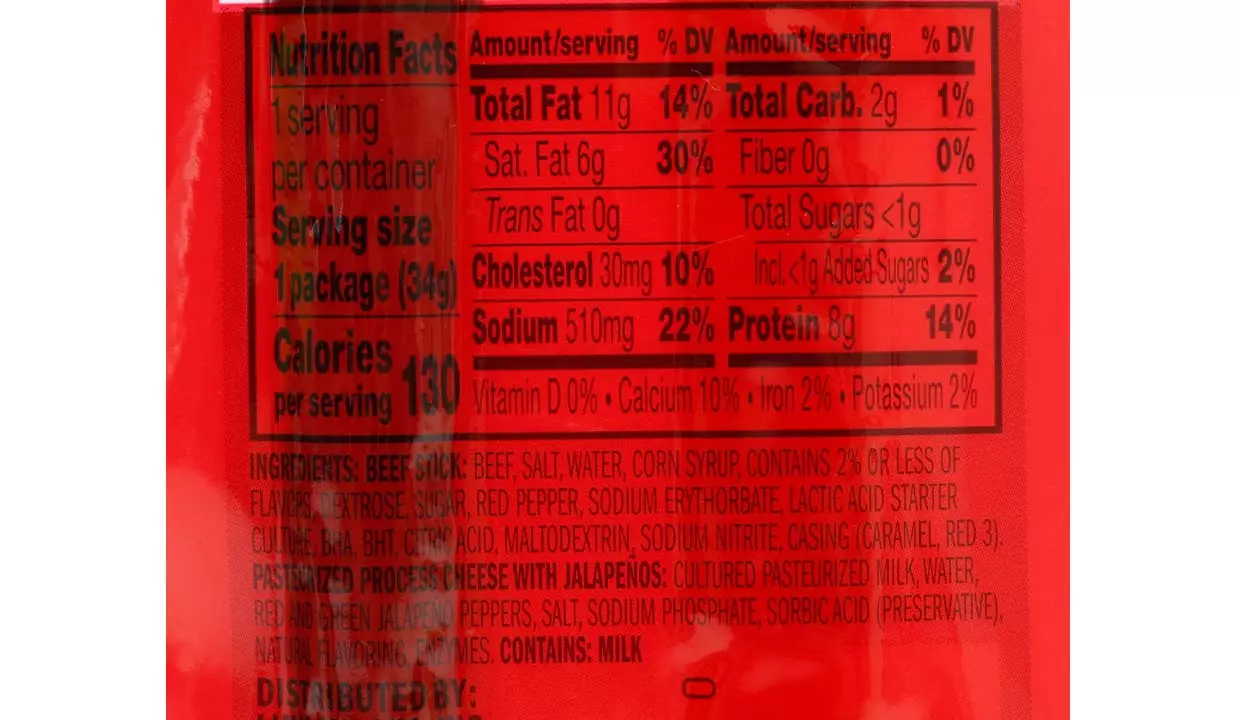 Nutrition Facts
1 serving
per container
Serving size
1 package (34g)
Calories
per serving 130
Amount/serving % DV
Total Fat 11g 14%
Sat. Fat 6g 30%
Trans Fat 0g
Cholesterol 30mg 10%
Sodium 510mg 22%
Amount/serving % DV
Total Carb. 2g 1%
Fiber 0g 0%
Total Sugars <1g
Incl. <1g Added Sugars 2%
Protein 8g 14%
Vitamin D 0% • Calcium 10% • Iron 2% • Potassium 2%
INGREDIENTS: BEEF STICK: BEEF, SALT, WATER, CORN SYRUP, CONTAINS 2% OR LESS OF
FLAVORS, DEXTROSE, SUGAR, RED PEPPER, SODIUM ERYTHORBATE, LACTIC ACID STARTER
CULTURE, BHA, BHT, CITRIC ACID, MALTODEXTRIN, SODIUM NITRITE, CASING (CARAMEL, RED 3).
PASTEURIZED PROCESS CHEESE WITH JALAPEÑOS: CULTURED PASTEURIZED MILK, WATER,
RED AND GREEN JALAPENO PEPPERS, SALT, SODIUM PHOSPHATE, SORBIC ACID (PRESERVATIVE),
NATURAL FLAVORING, ENZYMES. CONTAINS: MILK
DISTRIBUTED BY:
0